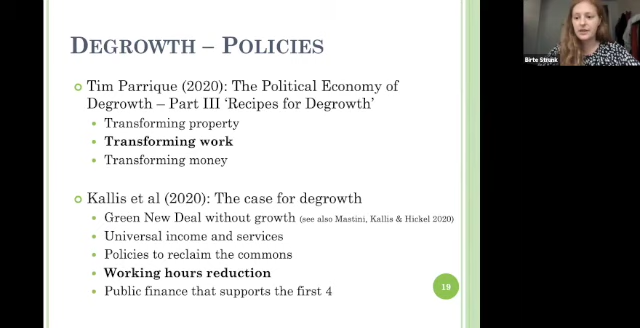 DEGROWTH – POLICIES
Tim Parrique (2020): The Political Economy of
Degrowth – Part III ‘Recipes for Degrowth’
Transforming property
Transforming work
Transforming money
Kallis et al (2020): The case for degrowth
Green New Deal without growth (see also Mastini, Kallis & Hickel 2020)
Universal income and services
Policies to reclaim the commons
Working hours reduction
Public finance that supports the first 4
19
Birte Strunk